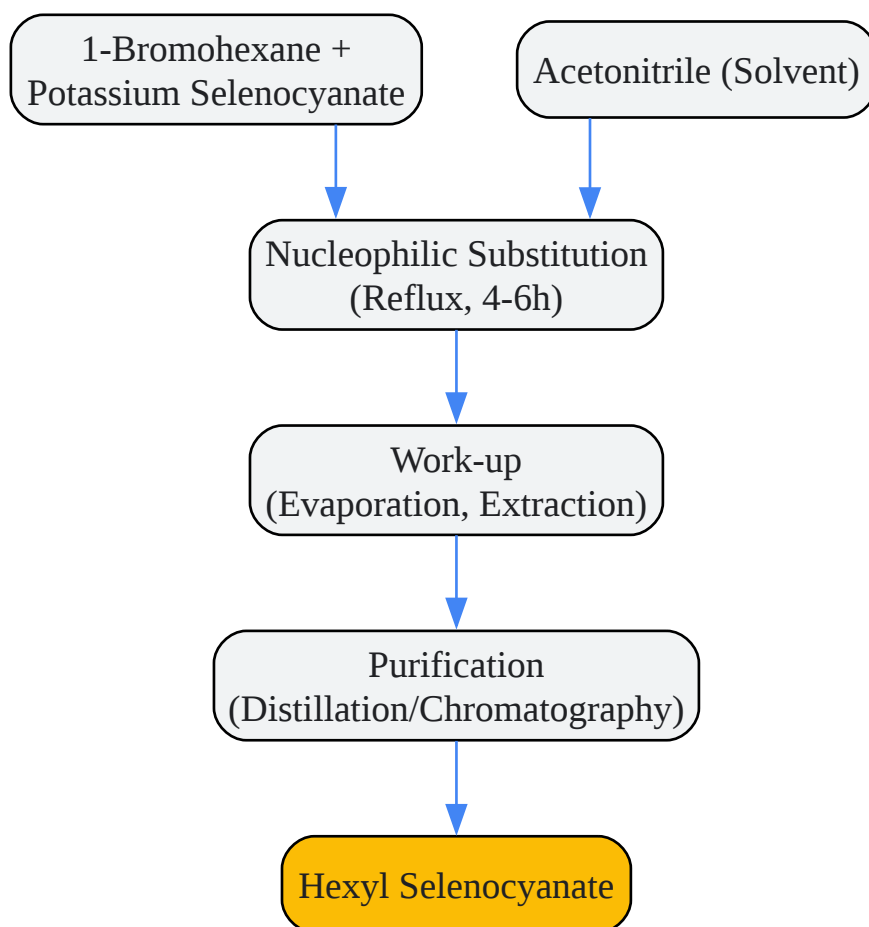 1-Bromohexane +
Potassium Selenocyanate
Acetonitrile (Solvent)
Nucleophilic Substitution
(Reflux, 4-6h)
Work-up
(Evaporation, Extraction)
Purification
(Distillation/Chromatography)
Hexyl Selenocyanate